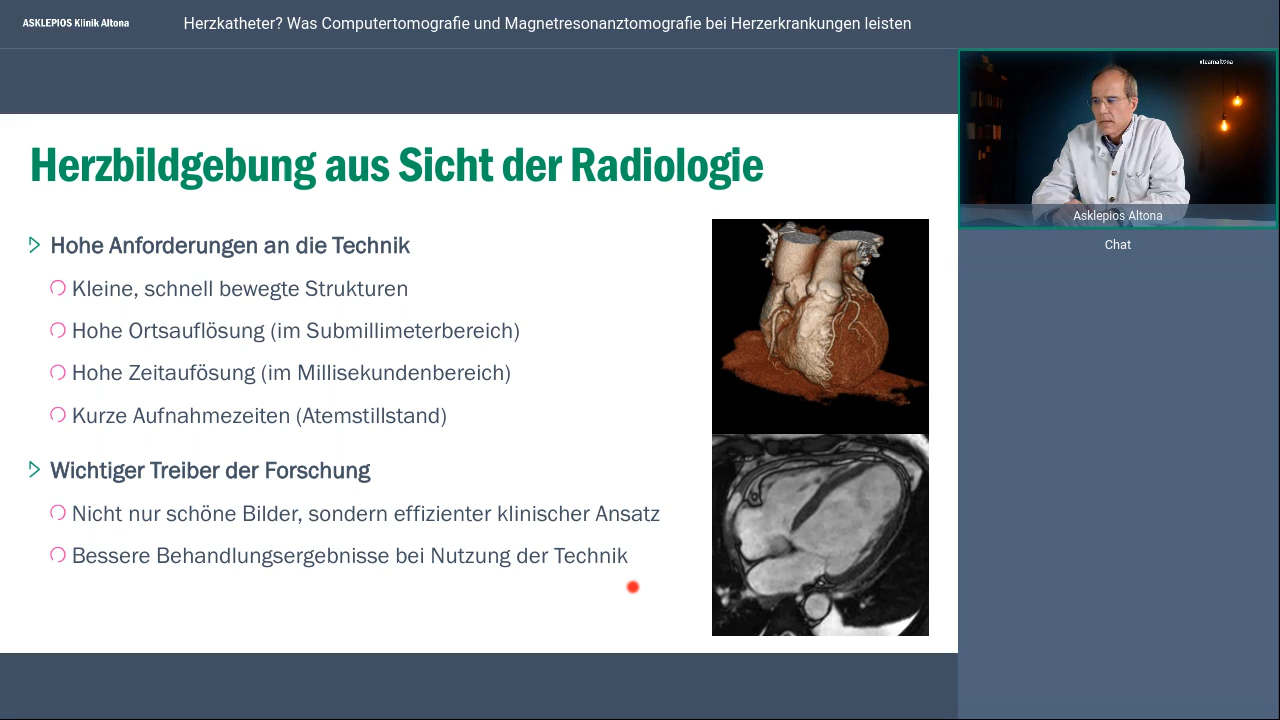 ASKLEPIOS Klinik Altona
Herzkatheter? Was Computertomografie und Magnetresonanztomografie bei Herzerkrankungen leisten
#teamaltona
Herzbildgebung aus Sicht der Radiologie
Hohe Anforderungen an die Technik
Kleine, schnell bewegte Strukturen
Hohe Ortsauflösung (im Submillimeterbereich)
Hohe Zeitaufösung (im Millisekundenbereich)
Kurze Aufnahmezeiten (Atemstillstand)
Wichtiger Treiber der Forschung
Nicht nur schöne Bilder, sondern effizienter klinischer Ansatz
Bessere Behandlungsergebnisse bei Nutzung der Technik
Asklepios Altona
Chat